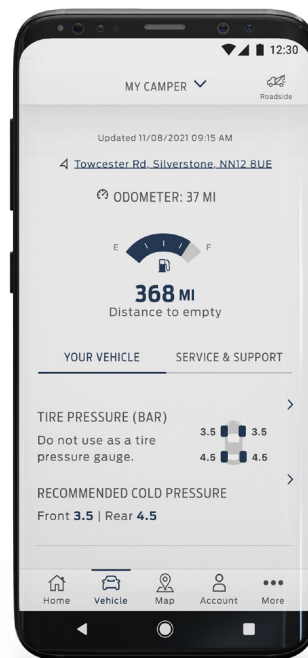 12:30
MY CAMPER
Roadside
Updated 11/08/2021 09:15 AM
Towcester Rd, Silverstone, NN12 8UE
ODOMETER: 37 MI
E F
368 MI
Distance to empty
YOUR VEHICLE SERVICE & SUPPORT
TIRE PRESSURE (BAR)
Do not use as a tire
pressure gauge.
3.5 3.5
4.5 4.5
RECOMMENDED COLD PRESSURE
Front 3.5 | Rear 4.5
Home Vehicle Map Account More